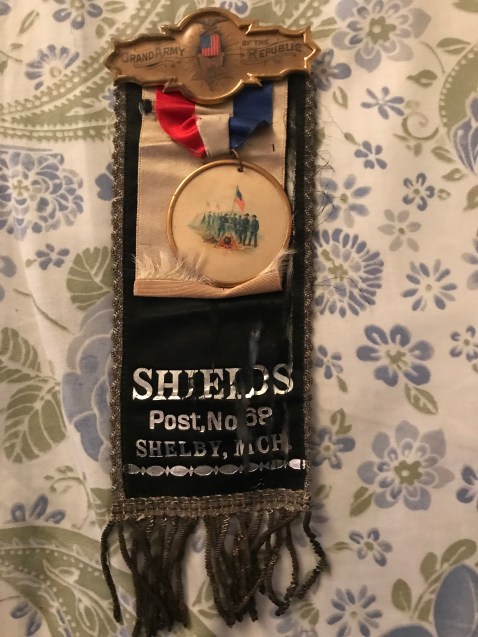 GRAND ARMY OF THE REPUBLIC
SHIELDS
Post, No 68
SHELBY, MICH.